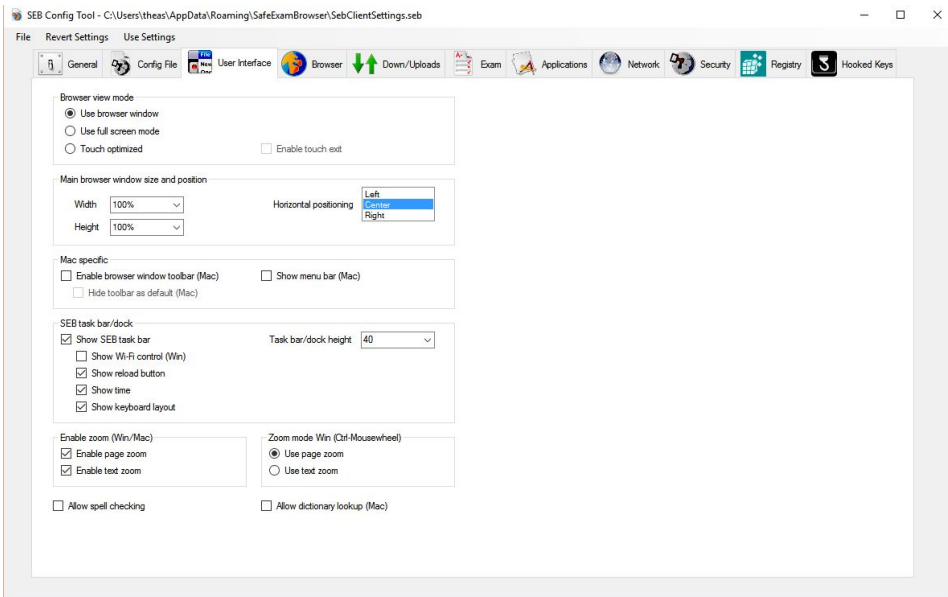 SEB Config Tool - C:\Users\theas\AppData\Roaming\SafeExamBrowser\SebClientSettings.seb
File Revert Settings Use Settings
General Config File User Interface Browser Down/Uploads Exam Applications Network Security Registry Hooked Keys
Browser view mode
Use browser window
Use full screen mode
Touch optimized Enable touch exit
Main browser window size and position
Width 100% Horizontal positioning Left
Center
Right
Height 100%
Mac specific
Enable browser window toolbar (Mac) Show menu bar (Mac)
Hide toolbar as default (Mac)
SEB task bar/dock
Show SEB task bar Task bar/dock height 40
Show Wi-Fi control (Win)
Show reload button
Show time
Show keyboard layout
Enable zoom (Win/Mac) Zoom mode Win (Ctrl-Mousewheel)
Enable page zoom Use page zoom
Enable text zoom Use text zoom
Allow spell checking Allow dictionary lookup (Mac)